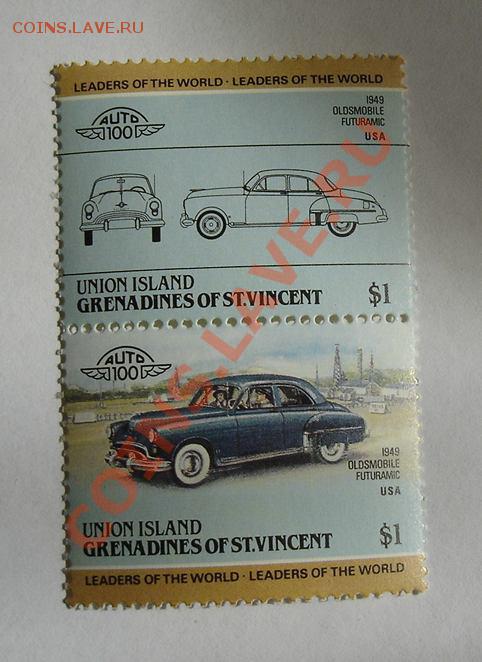 COINS.LAVE.RU
LEADERS OF THE WORLD · LEADERS OF THE WORLD
AUTO
100
1949
OLDSMOBILE
FUTURAMIC
USA
UNION ISLAND
GRENADINES OF ST.VINCENT $1
AUTO
100
1949
OLDSMOBILE
FUTURAMIC
USA
UNION ISLAND
GRENADINES OF ST.VINCENT $1
LEADERS OF THE WORLD · LEADERS OF THE WORLD
COINS.LAVE.RU